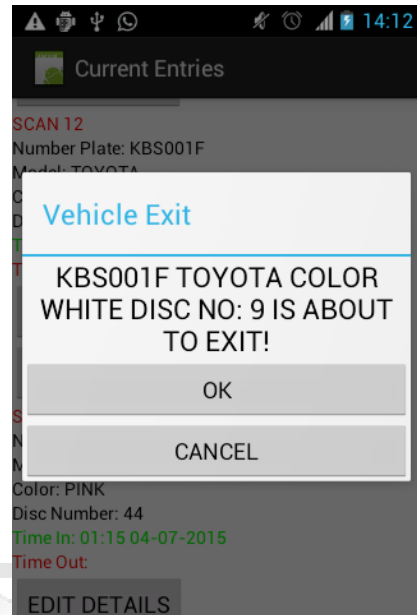 14:12
Current Entries
SCAN 12
Number Plate: KBS001F
Model: TOYOTA
Vehicle Exit
KBS001F TOYOTA COLOR
WHITE DISC NO: 9 IS ABOUT
TO EXIT!
OK
CANCEL
Color: PINK
Disc Number: 44
Time In: 01:15 04-07-2015
Time Out:
EDIT DETAILS